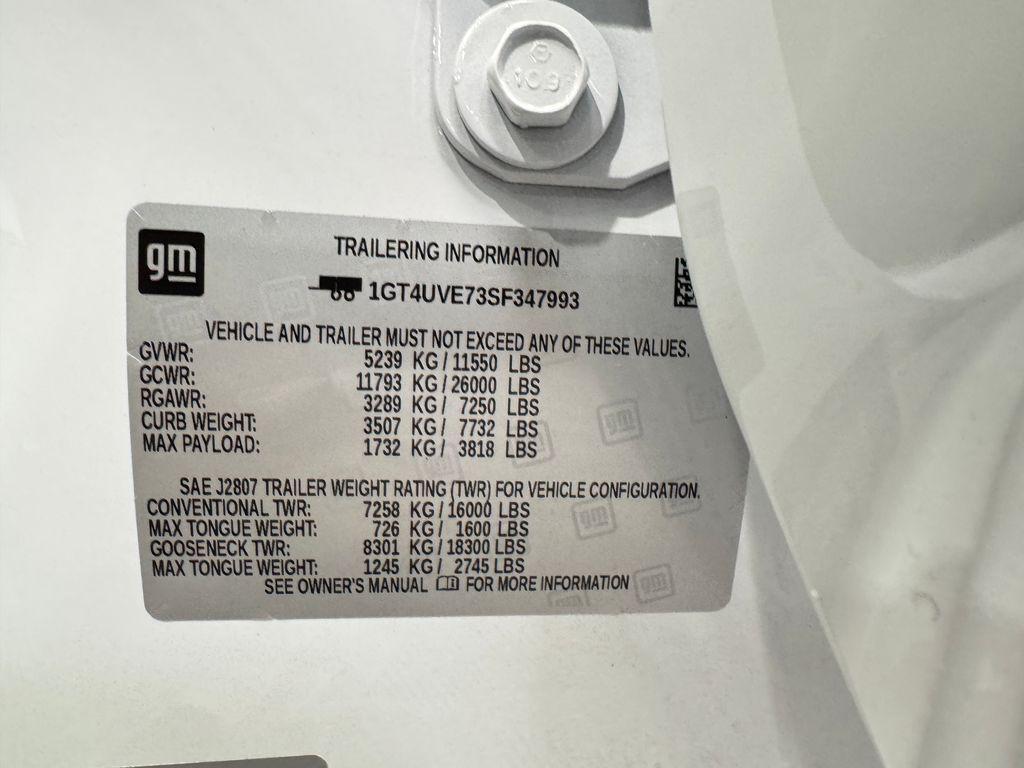 10.9
gm
TRAILERING INFORMATION
1GT4UVE73SF347993
VEHICLE AND TRAILER MUST NOT EXCEED ANY OF THESE VALUES.
GVWR: 5239 KG / 11550 LBS
GCWR: 11793 KG / 26000 LBS
RGAWR: 3289 KG / 7250 LBS
CURB WEIGHT: 3507 KG / 7732 LBS
MAX PAYLOAD: 1732 KG / 3818 LBS
SAE J2807 TRAILER WEIGHT RATING (TWR) FOR VEHICLE CONFIGURATION.
CONVENTIONAL TWR: 7258 KG / 16000 LBS
MAX TONGUE WEIGHT: 726 KG / 1600 LBS
GOOSENECK TWR: 8301 KG / 18300 LBS
MAX TONGUE WEIGHT: 1245 KG / 2745 LBS
SEE OWNER'S MANUAL FOR MORE INFORMATION